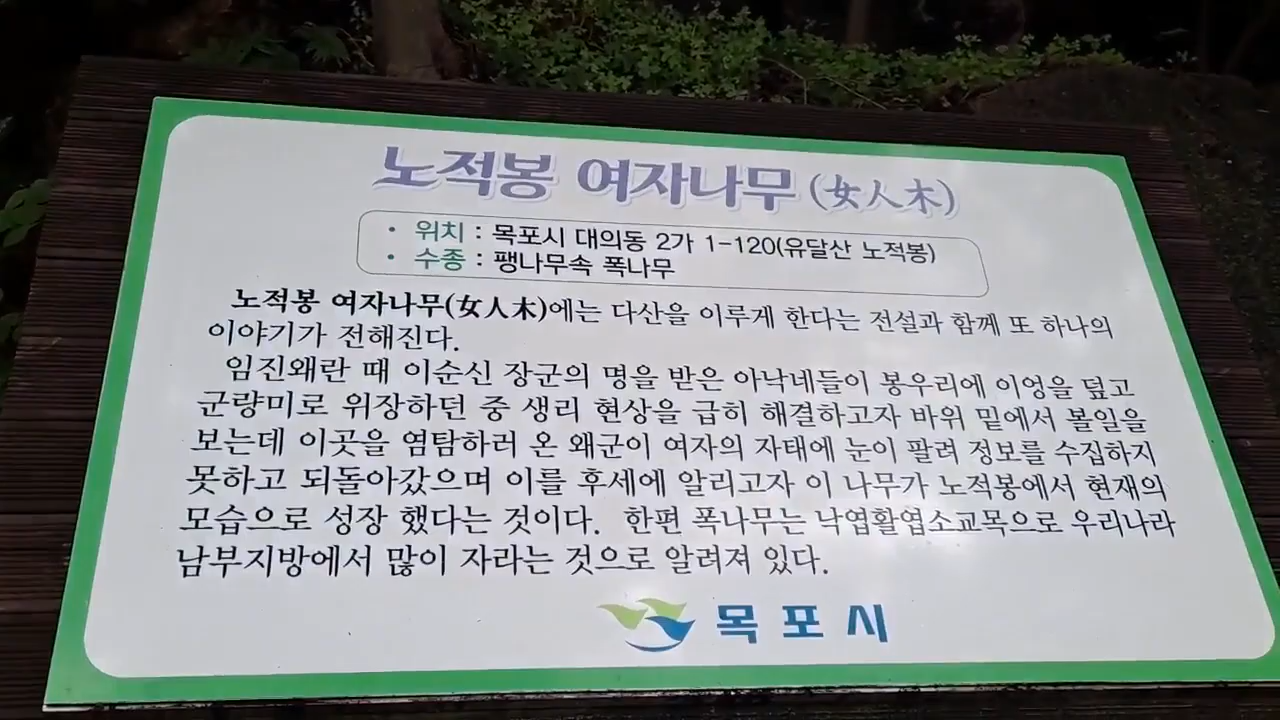 노적봉 여자나무(女人木)
• 위치 : 목포시 대의동 2가 1-120(유달산 노적봉)
• 수종 : 팽나무속 폭나무
노적봉 여자나무(女人木)에는 다산을 이루게 한다는 전설과 함께 또 하나의
이야기가 전해진다.
임진왜란 때 이순신 장군의 명을 받은 아낙네들이 봉우리에 이엉을 덮고
군량미로 위장하던 중 생리 현상을 급히 해결하고자 바위 밑에서 볼일을
보는데 이곳을 염탐하러 온 왜군이 여자의 자태에 눈이 팔려 정보를 수집하지
못하고 되돌아갔으며 이를 후세에 알리고자 이 나무가 노적봉에서 현재의
모습으로 성장 했다는 것이다. 한편 폭나무는 낙엽활엽소교목으로 우리나라
남부지방에서 많이 자라는 것으로 알려져 있다.
목포시